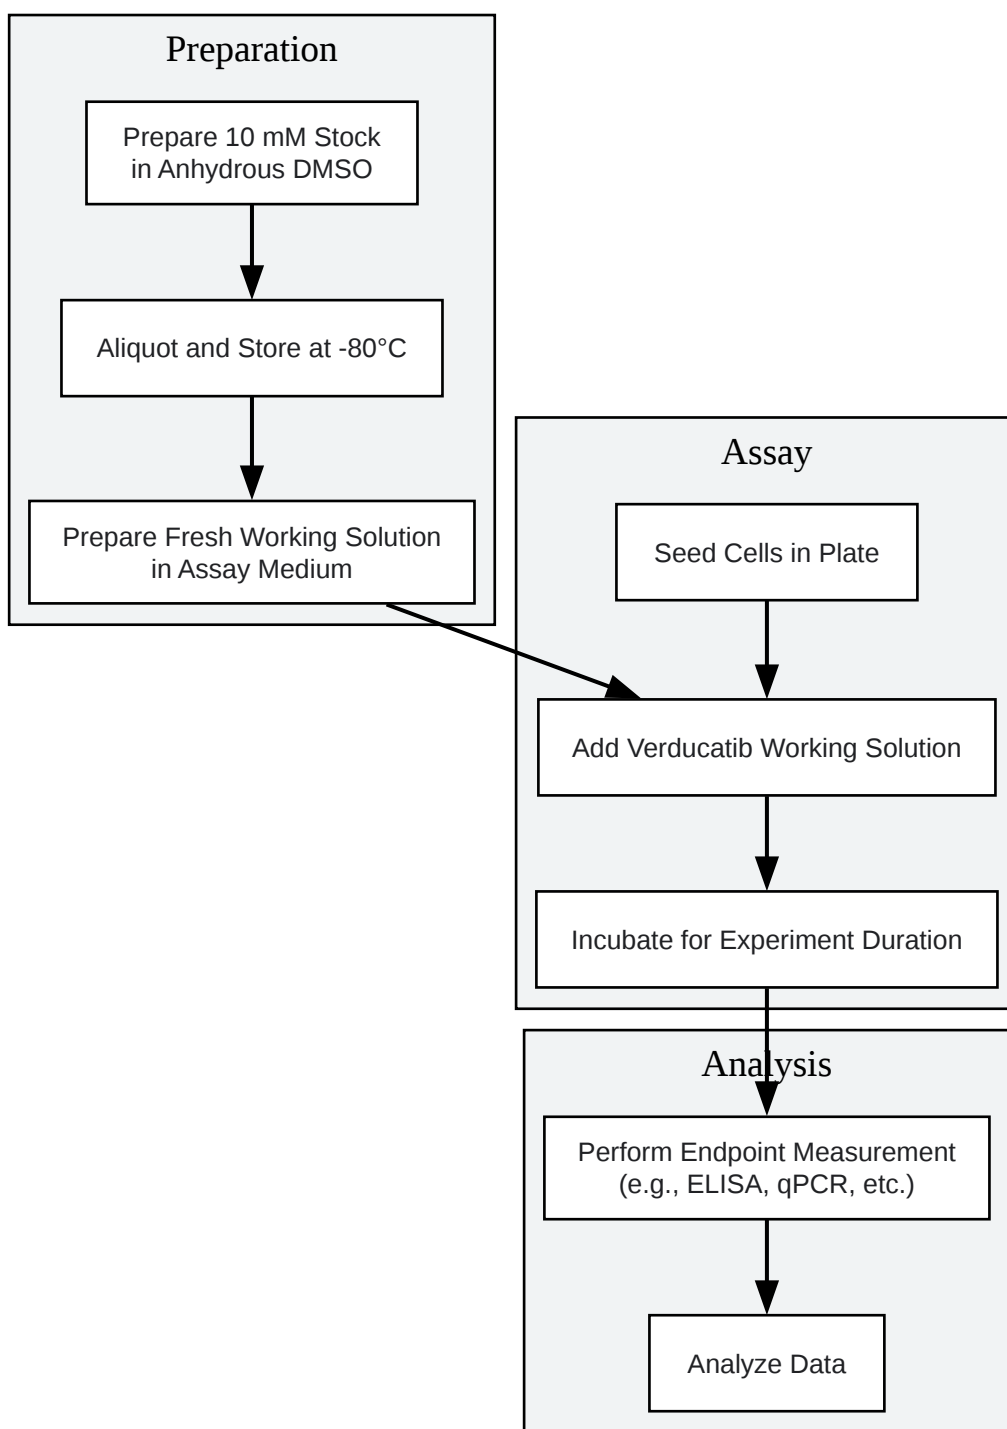 Preparation
Prepare 10 mM Stock
in Anhydrous DMSO
Aliquot and Store at -80°C
Prepare Fresh Working Solution
in Assay Medium
Assay
Seed Cells in Plate
Add Verducatib Working Solution
Incubate for Experiment Duration
Analysis
Perform Endpoint Measurement
(e.g., ELISA, qPCR, etc.)
Analyze Data